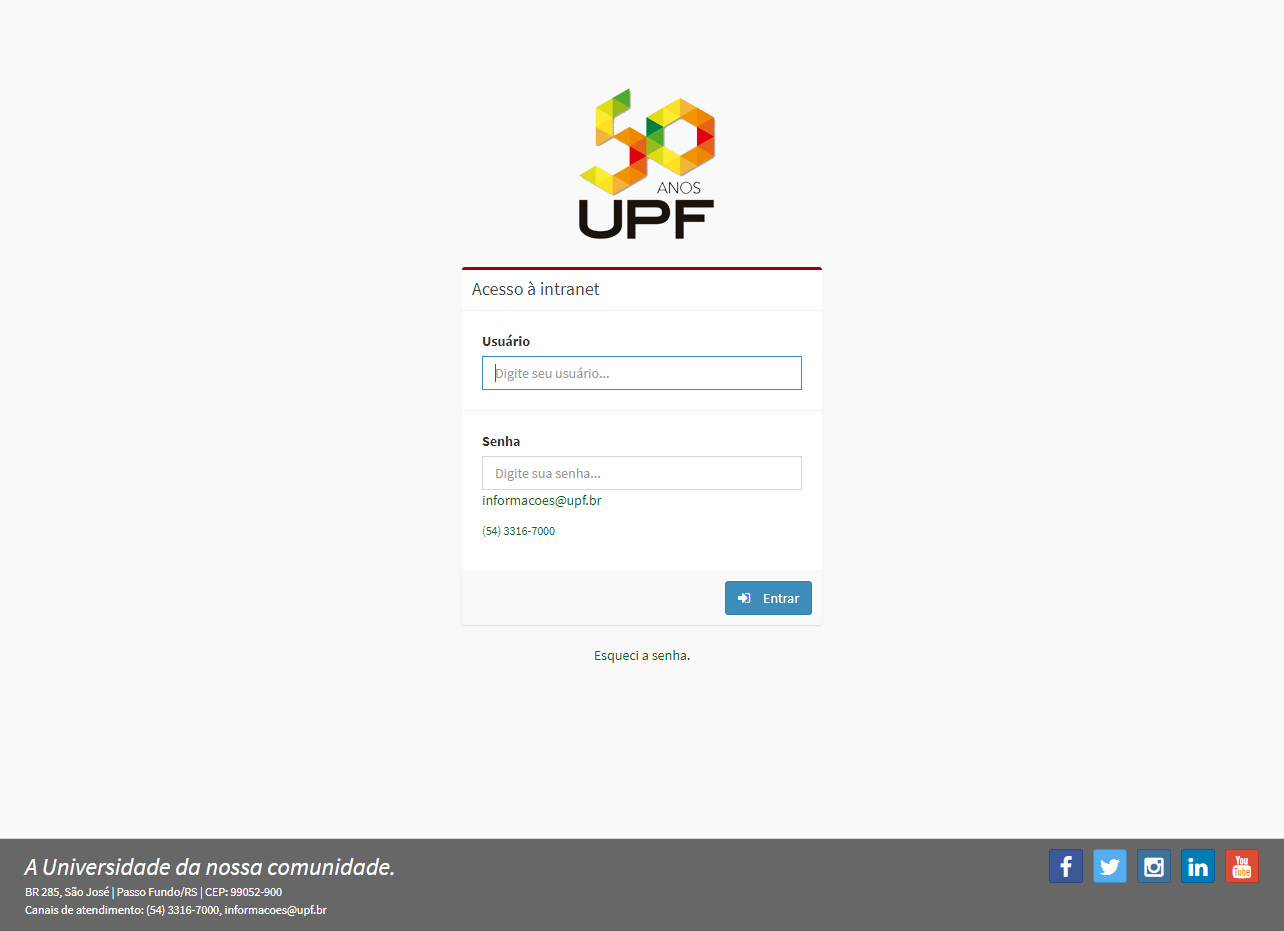 50
ANOS
UPF
Acesso à intranet
Usuário
Digite seu usuário...
Senha
Digite sua senha...
informacoes@upf.br
(54) 3316-7000
Entrar
Esqueci a senha.
A Universidade da nossa comunidade.
BR 285, São José | Passo Fundo/RS | CEP: 99052-900
Canais de atendimento: (54) 3316-7000, informacoes@upf.br
f
in
You
Tube